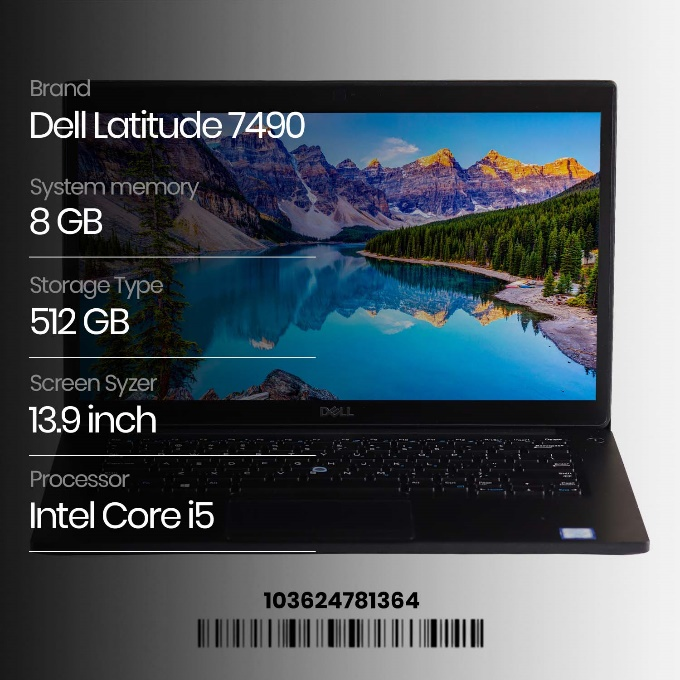 Brand
Dell Latitude 7490
System memory
8 GB
Storage Type
512 GB
Screen Syzer
13.9 inch
DELL
Processor
Intel Core i5
103624781364